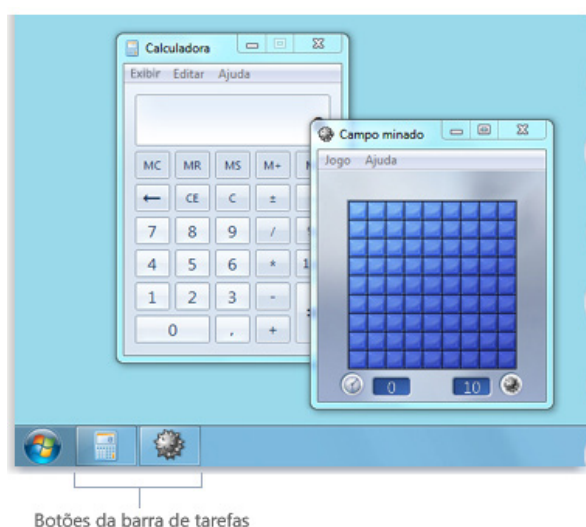 Calculadora
Exibir Editar Ajuda
MC MR MS M+
← CE C ±
7 8 9 /
4 5 6 *
1 2 3 -
0 , +
Campo minado
Jogo Ajuda
0 10
Botões da barra de tarefas